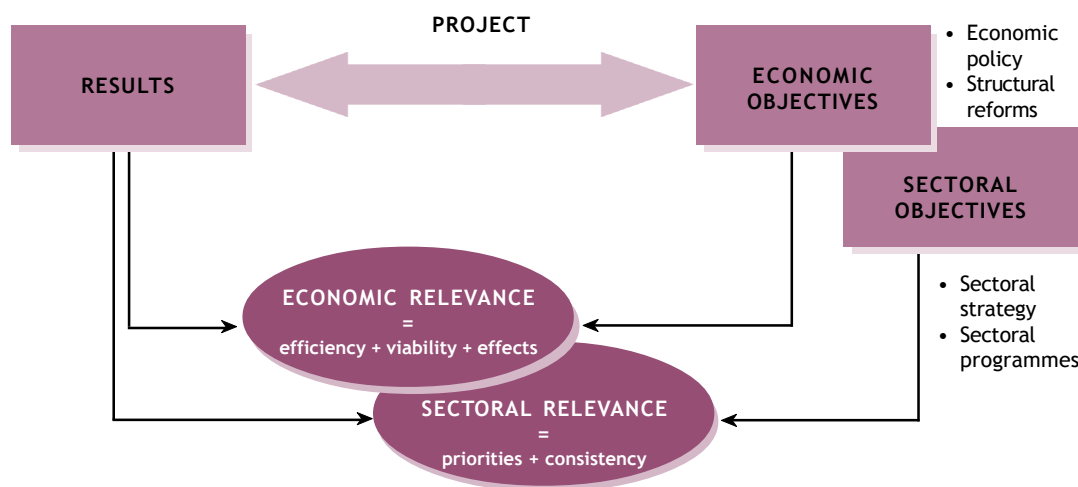 PROJECT
RESULTS
ECONOMIC
OBJECTIVES
• Economic
policy
• Structural
reforms
SECTORAL
OBJECTIVES
• Sectoral
strategy
• Sectoral
programmes
ECONOMIC RELEVANCE
=
efficiency + viability + effects
SECTORAL RELEVANCE
=
priorities + consistency